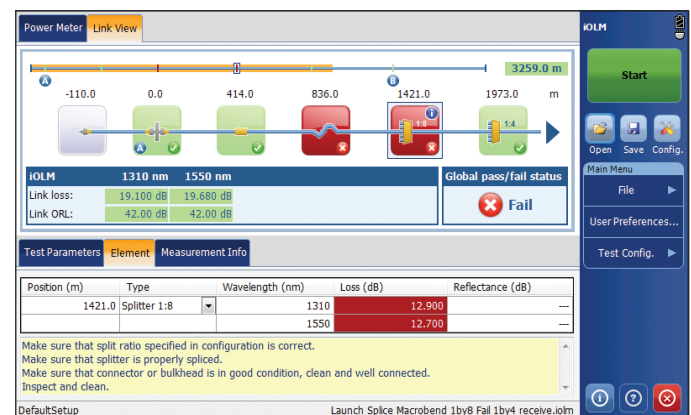 Power Meter Link View
iOLM
A B 3259.0 m
-110.0 0.0 414.0 836.0 1421.0 1973.0 m
A 1:8 i 1:4
iOLM 1310 nm 1550 nm Global pass/fail status
Link loss: 19.100 dB 19.680 dB
Link ORL: 42.00 dB 42.00 dB
Fail
Test Parameters Element Measurement Info
Position (m) Type Wavelength (nm) Loss (dB) Reflectance (dB)
1421.0 Splitter 1:8 1310 12.900 ---
1550 12.700 ---
Make sure that split ratio specified in configuration is correct.
Make sure that splitter is properly spliced.
Make sure that connector or bulkhead is in good condition, clean and well connected.
Inspect and clean.
DefaultSetup Launch Splice Macrobend 1by8 Fail 1by4 receive.iolm
Start
Open Save Config.
Main Menu
File
User Preferences...
Test Config.
i ?